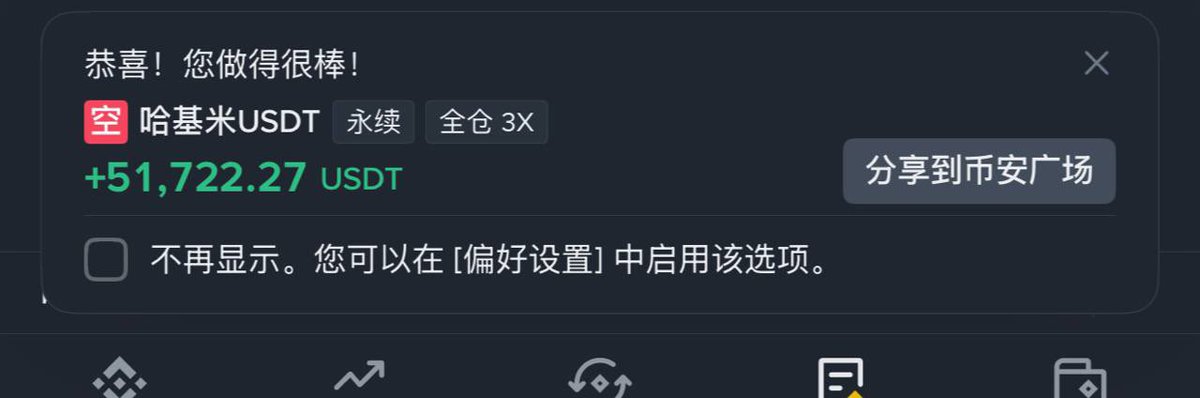 恭喜！您做得很棒！
空 哈基米USDT 永续 全仓 3X
+51,722.27 USDT
分享到币安广场
不再显示。您可以在 [偏好设置] 中启用该选项。